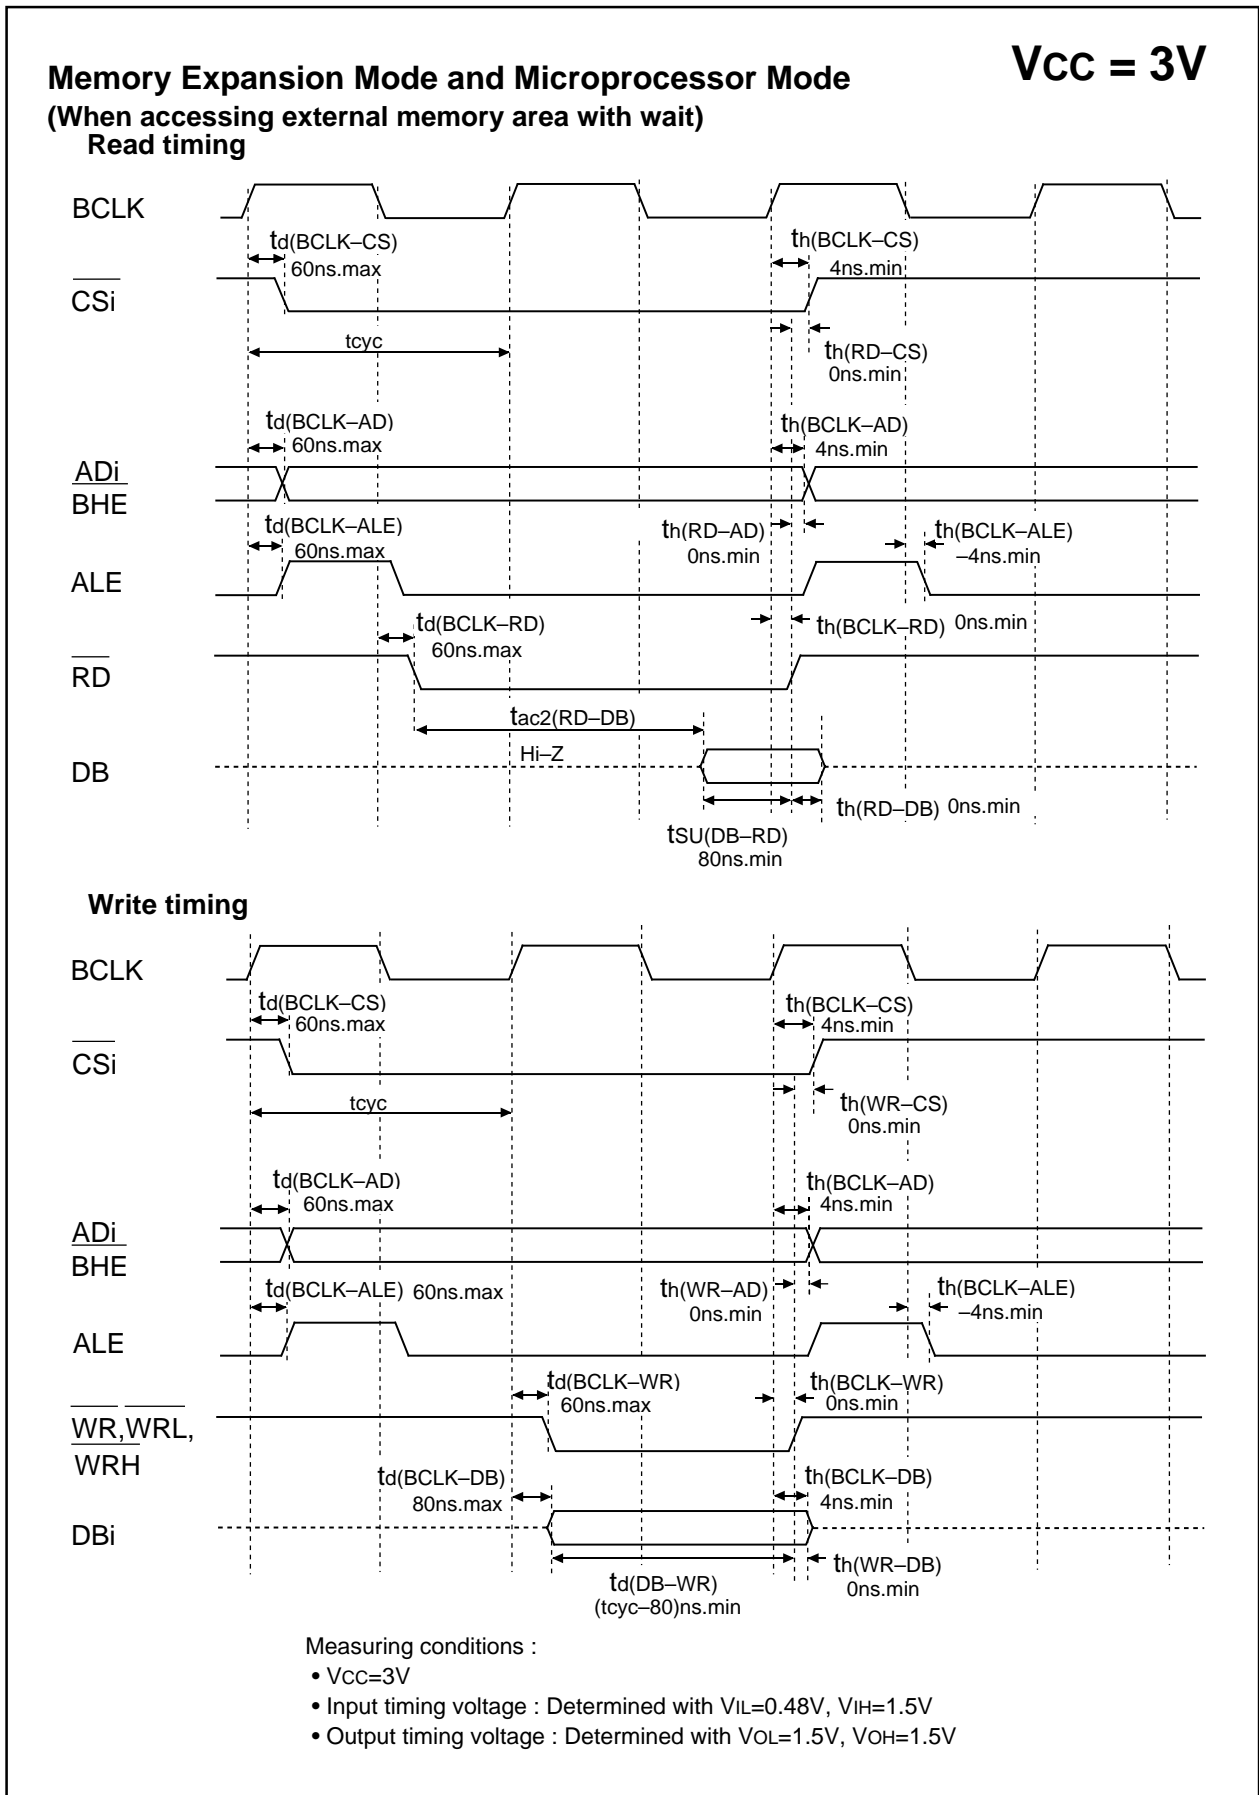 Memory Expansion Mode and Microprocessor Mode
VCC = 3V
(When accessing external memory area with wait)
Read timing
BCLK
td(BCLK–CS)
60ns.max
th(BCLK–CS)
4ns.min
CSi
tcyc
th(RD–CS)
0ns.min
td(BCLK–AD)
60ns.max
th(BCLK–AD)
4ns.min
ADi
BHE
td(BCLK–ALE)
60ns.max
th(RD–AD)
0ns.min
th(BCLK–ALE)
–4ns.min
ALE
td(BCLK–RD)
60ns.max
th(BCLK–RD) 0ns.min
RD
tac2(RD–DB)
Hi–Z
DB
th(RD–DB) 0ns.min
tSU(DB–RD)
80ns.min
Write timing
BCLK
td(BCLK–CS)
60ns.max
th(BCLK–CS)
4ns.min
CSi
tcyc
th(WR–CS)
0ns.min
td(BCLK–AD)
60ns.max
th(BCLK–AD)
4ns.min
ADi
BHE
td(BCLK–ALE) 60ns.max
th(WR–AD)
0ns.min
th(BCLK–ALE)
–4ns.min
ALE
td(BCLK–WR)
60ns.max
th(BCLK–WR)
0ns.min
WR,WRL,
WRH
td(BCLK–DB)
80ns.max
th(BCLK–DB)
4ns.min
DBi
td(DB–WR)
(tcyc–80)ns.min
th(WR–DB)
0ns.min
Measuring conditions :
• VCC=3V
• Input timing voltage : Determined with VIL=0.48V, VIH=1.5V
• Output timing voltage : Determined with VOL=1.5V, VOH=1.5V